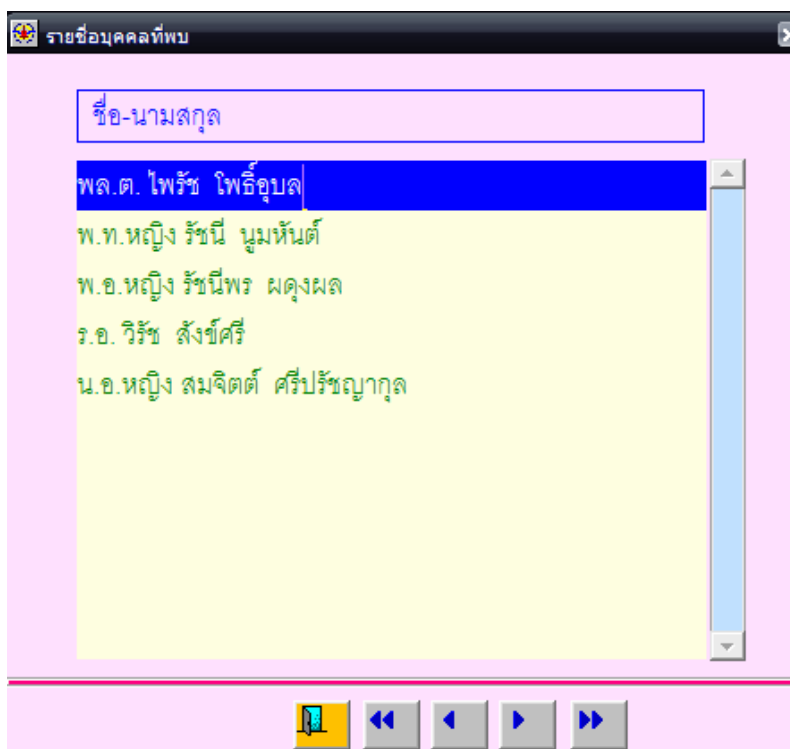 รายชื่อบุคคลที่พบ
ชื่อ-นามสกุล
พล.ต. ไพรัช โพธิ์อุบล
พ.ท.หญิง รัชนี นูมหันต์
พ.อ.หญิง รัชนีพร ผดุงผล
ร.อ. วิรัช สังข์ศรี
น.อ.หญิง สมจิตต์ ศรีปรัชญากุล